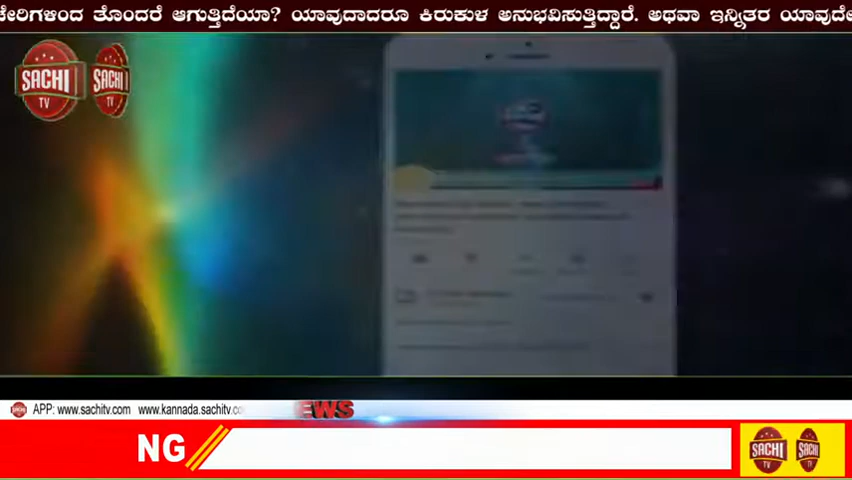 ಚೇರಿಗಳಿಂದ ತೊಂದರೆ ಆಗುತ್ತಿದೆಯಾ? ಯಾವುದಾದರೂ ಕಿರುಕುಳ ಅನುಭವಿಸುತ್ತಿದ್ದಾರೆ. ಅಥವಾ ಇನ್ನಿತರ ಯಾವುದೇ
SACHI TV SACHI TV
APP: www.sachitv.com www.kannada.sachitv.co EWS
NG
SACHI TV SACHI TV